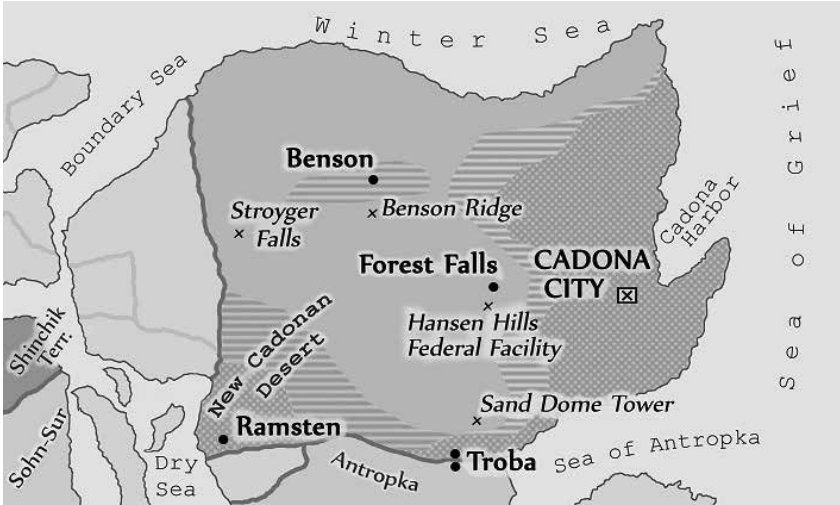 Winter Sea
Boundary Sea
Sea of Grief
Benson
Stroyger
Falls
Benson Ridge
Cadona
Harbor
Forest Falls
CADONA
CITY
Hansen Hills
Federal Facility
Shinchik
Terr.
New Cadonan
Desert
Sand Dome Tower
Ramsten
Sohn-Sur
Dry
Sea
Antropka
Troba
Sea of Antropka